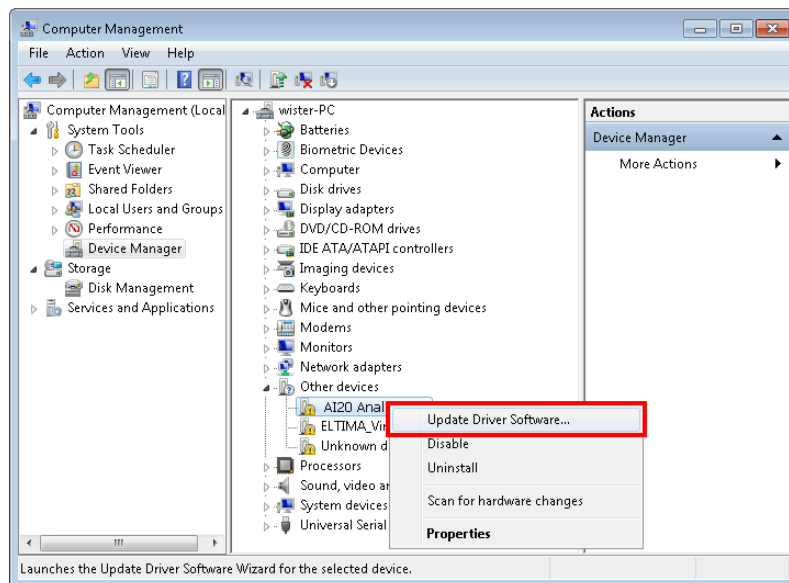 Computer Management
File Action View Help
Computer Management (Local
System Tools
Task Scheduler
Event Viewer
Shared Folders
Local Users and Groups
Performance
Device Manager
Storage
Disk Management
Services and Applications
wister-PC
Batteries
Biometric Devices
Computer
Disk drives
Display adapters
DVD/CD-ROM drives
IDE ATA/ATAPI controllers
Imaging devices
Keyboards
Mice and other pointing devices
Modems
Monitors
Network adapters
Other devices
AI20 Anal
ELTIMA_Vir
Unknown d
Processors
Sound, video ar
System devices
Universal Serial
Update Driver Software...
Disable
Uninstall
Scan for hardware changes
Properties
Actions
Device Manager
More Actions
Launches the Update Driver Software Wizard for the selected device.